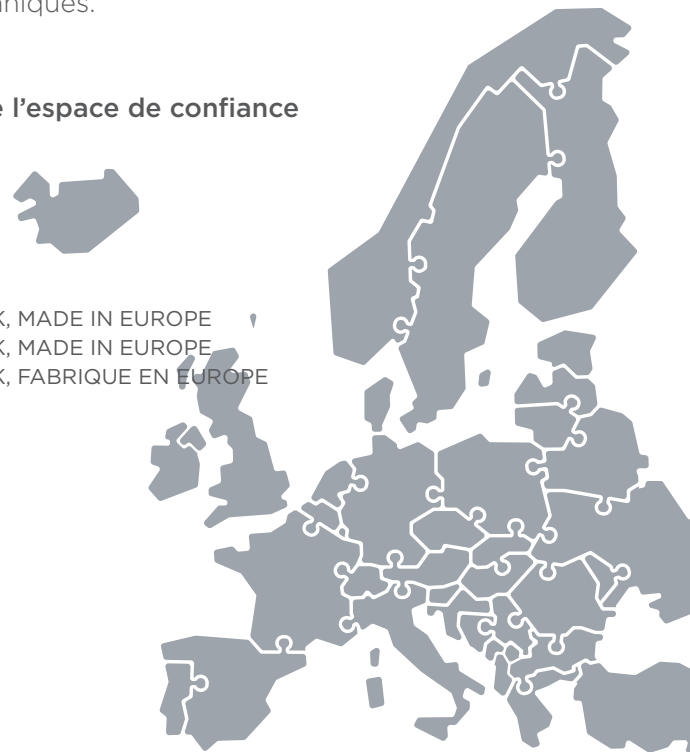 niques.
e l'espace de confiance
K, MADE IN EUROPE
K, MADE IN EUROPE
K, FABRIQUE EN EUROPE